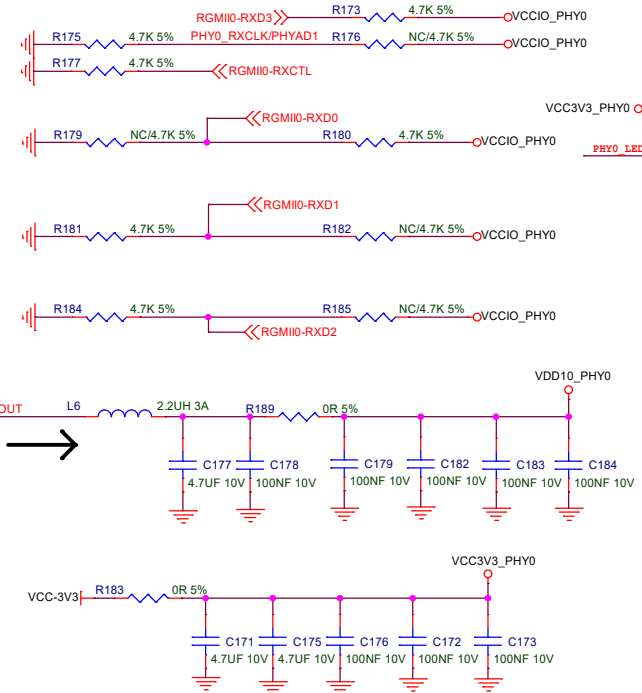 RGMII0-RXD3 R173 4.7K 5% VCCIO_PHY0
R175 4.7K 5% PHY0_RXCLK/PHYAD1 R176 NC/4.7K 5% VCCIO_PHY0
R177 4.7K 5% RGMII0-RXCTL
VCC3V3_PHY0
RGMII0-RXD0
R179 NC/4.7K 5% R180 4.7K 5% VCCIO_PHY0
PHY0_LED
RGMII0-RXD1
R181 4.7K 5% R182 NC/4.7K 5% VCCIO_PHY0
R184 4.7K 5% R185 NC/4.7K 5% VCCIO_PHY0
RGMII0-RXD2
VDD10_PHY0
OUT L6 2.2UH 3A R189 0R 5%
C177 C178 C179 C182 C183 C184
4.7UF 10V 100NF 10V 100NF 10V 100NF 10V 100NF 10V 100NF 10V
VCC3V3_PHY0
VCC-3V3 R183 0R 5%
C171 C175 C176 C172 C173
4.7UF 10V 4.7UF 10V 100NF 10V 100NF 10V 100NF 10V